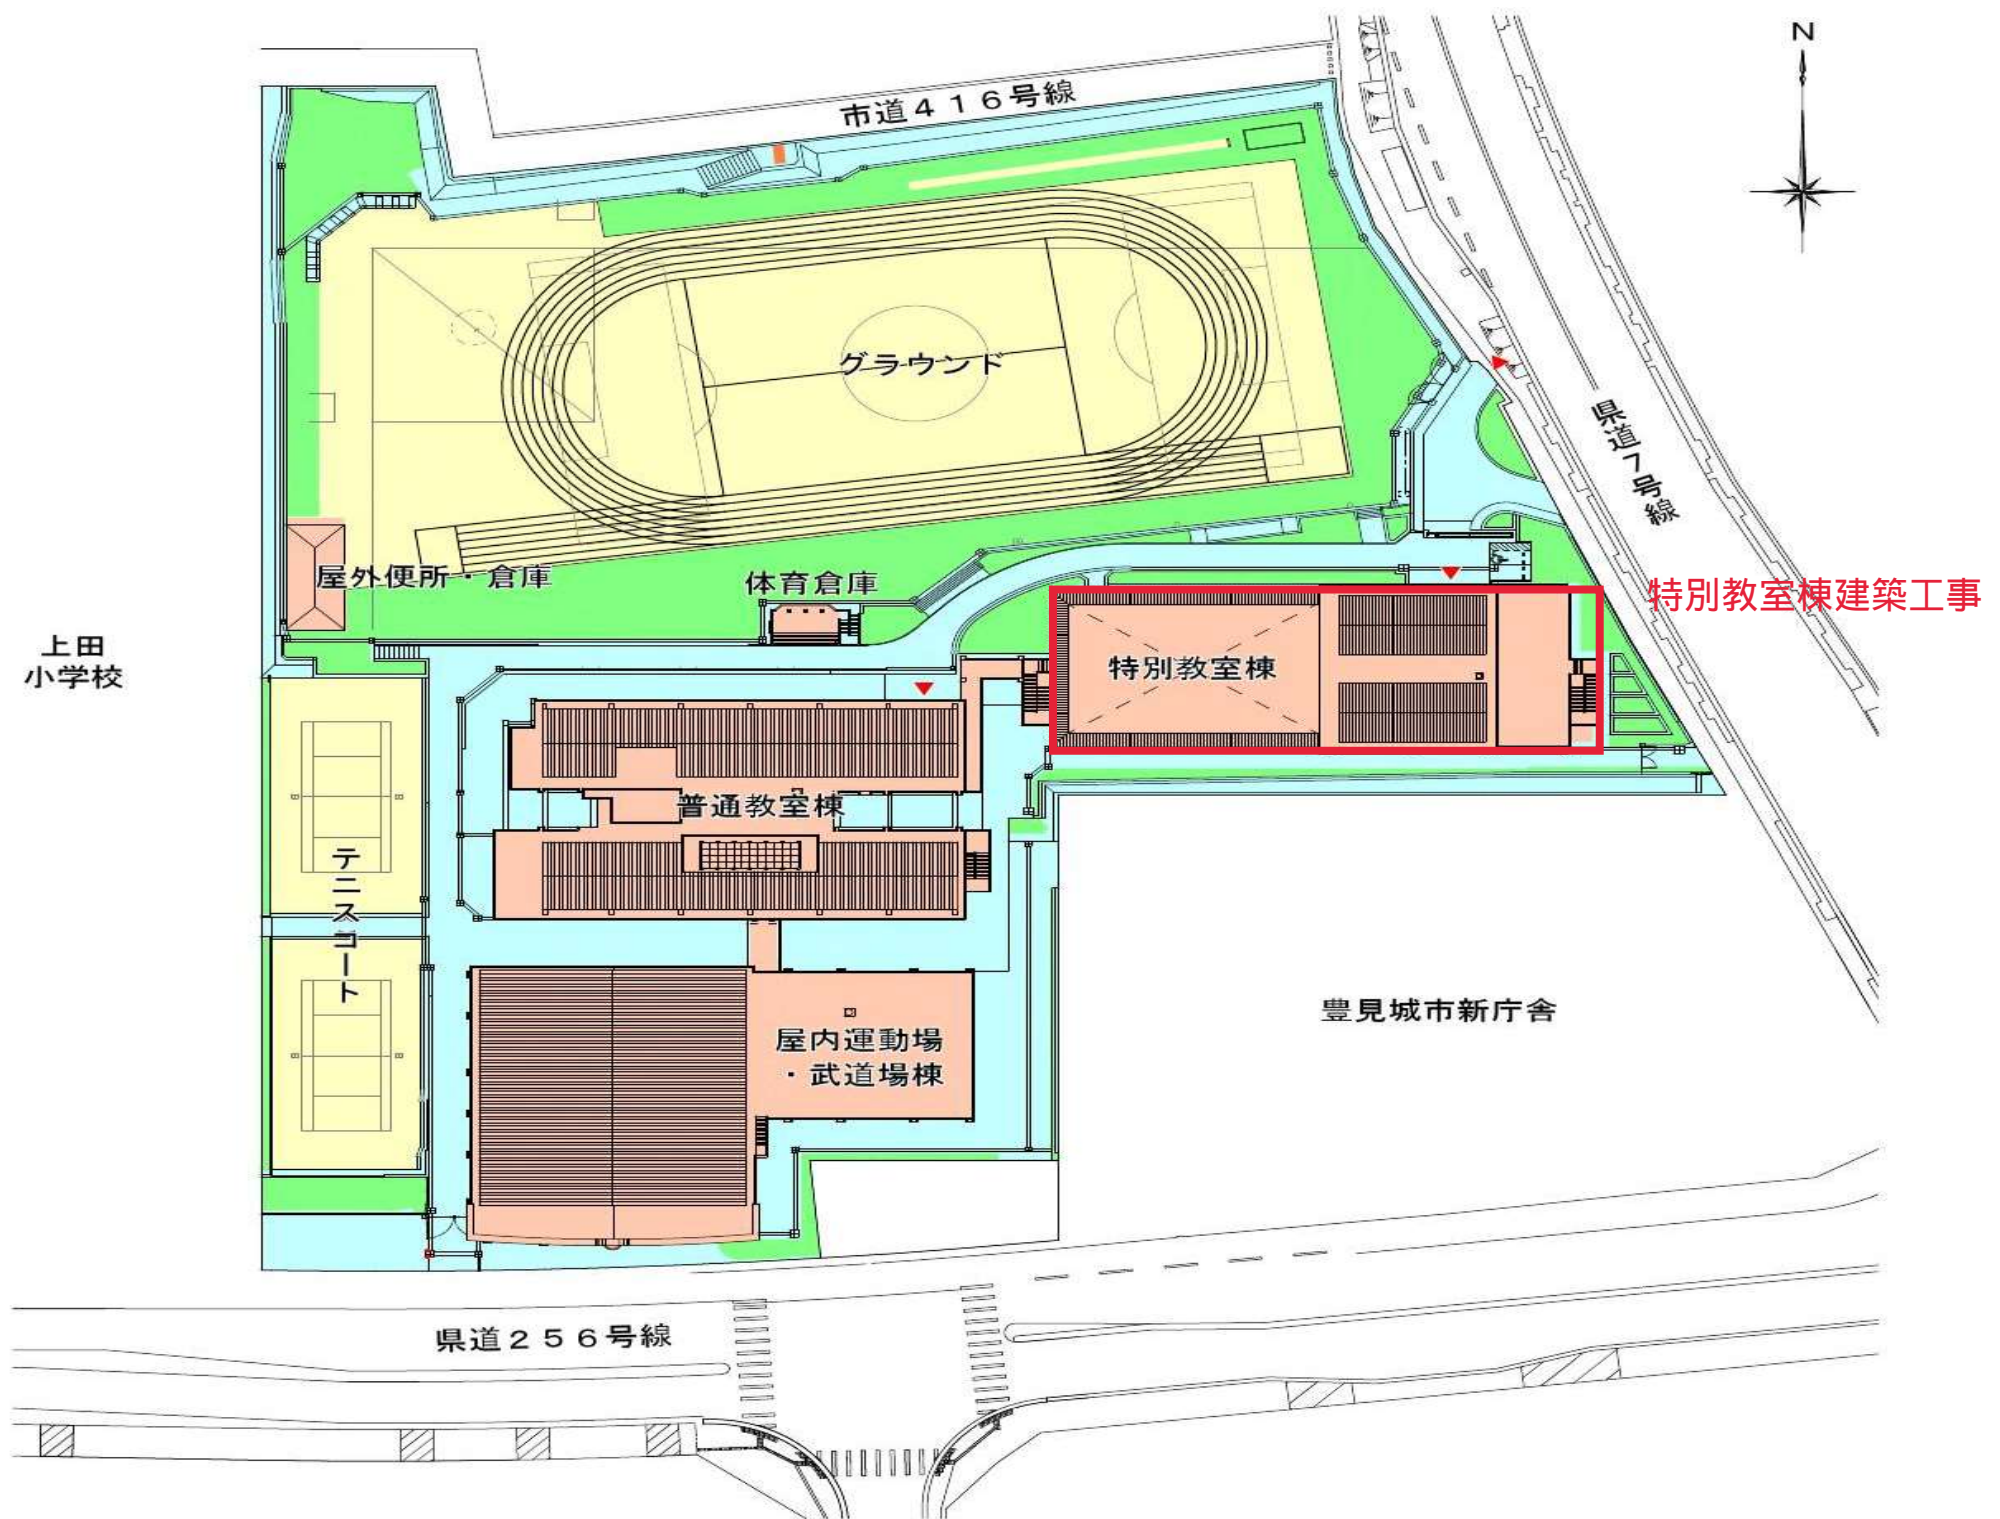 N
市道４１６号線
グラウンド
県道７号線
屋外便所・倉庫
体育倉庫
特別教室棟建築工事
上田
小学校
特別教室棟
普通教室棟
テニスコート
豊見城市新庁舎
屋内運動場
・武道場棟
県道２５６号線